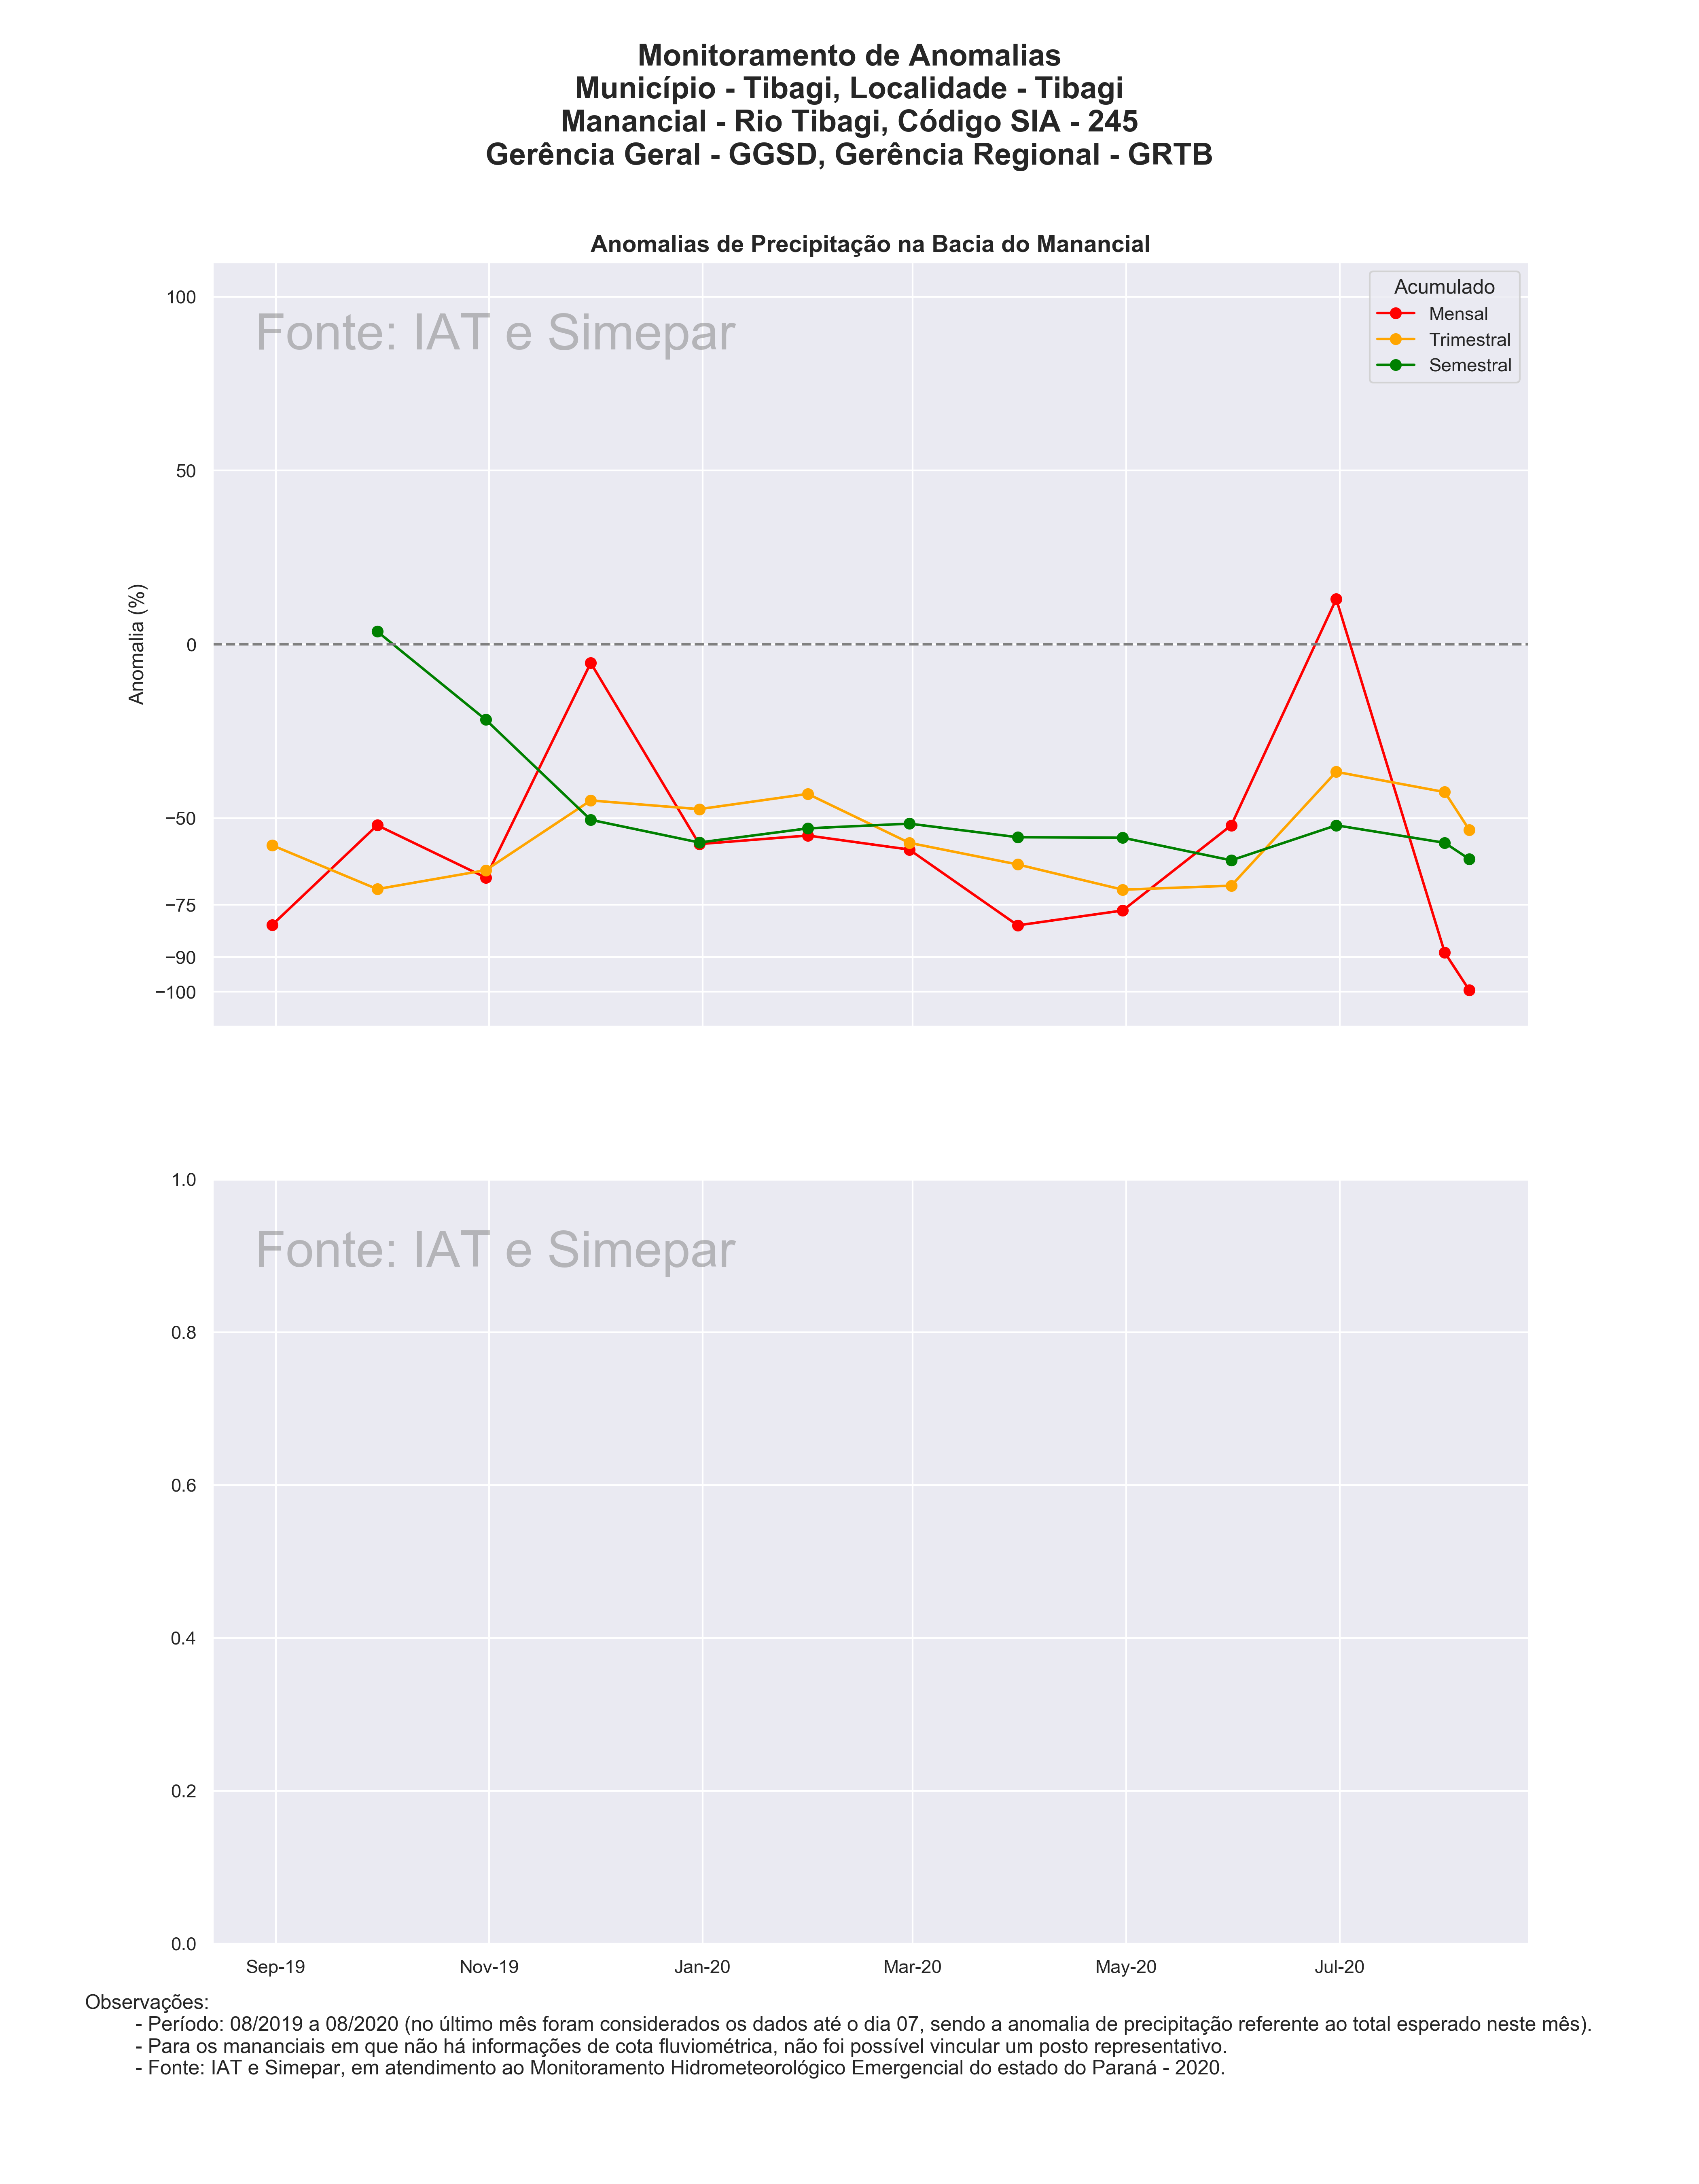 Monitoramento de Anomalias
Município - Tibagi, Localidade - Tibagi
Manancial - Rio Tibagi, Código SIA - 245
Gerência Geral - GGSD, Gerência Regional - GRTB
Anomalias de Precipitação na Bacia do Manancial
Fonte: IAT e Simepar
Acumulado
Mensal
Trimestral
Semestral
Anomalia (%)
100
50
0
−50
−75
−90
−100
Fonte: IAT e Simepar
1.0
0.8
0.6
0.4
0.2
0.0
Sep-19 Nov-19 Jan-20 Mar-20 May-20 Jul-20
Observações:
- Período: 08/2019 a 08/2020 (no último mês foram considerados os dados até o dia 07, sendo a anomalia de precipitação referente ao total esperado neste mês).
- Para os mananciais em que não há informações de cota fluviométrica, não foi possível vincular um posto representativo.
- Fonte: IAT e Simepar, em atendimento ao Monitoramento Hidrometeorológico Emergencial do estado do Paraná - 2020.